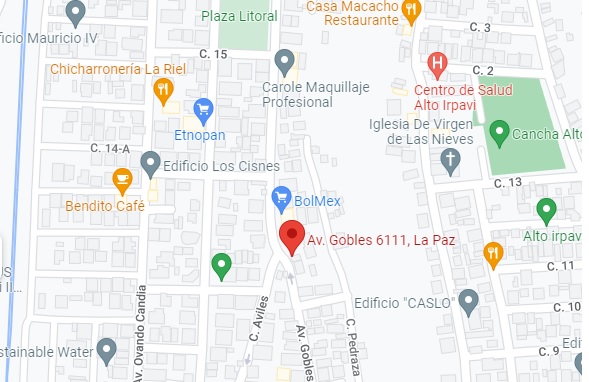 Casa Macacho
Restaurante
Plaza Litoral
C. 3
ificio Mauricio IV
C. 15
C. 2
Chicharronería La Riel
Carole Maquillaje
Profesional
Centro de Salud
Alto Irpavi
Etnopan
Iglesia De Virgen
de Las Nieves
Cancha Alto
C. 14-A
Edificio Los Cisnes
C. 13
Bendito Café
BolMex
Av. Gobles 6111, La Paz
Alto irpav
C. 11
Av. Ovando Candia
C. Aviles
Edificio "CASLO"
C. 10
Av. Gobles
C. Pedraza
C. 9
stainable Water